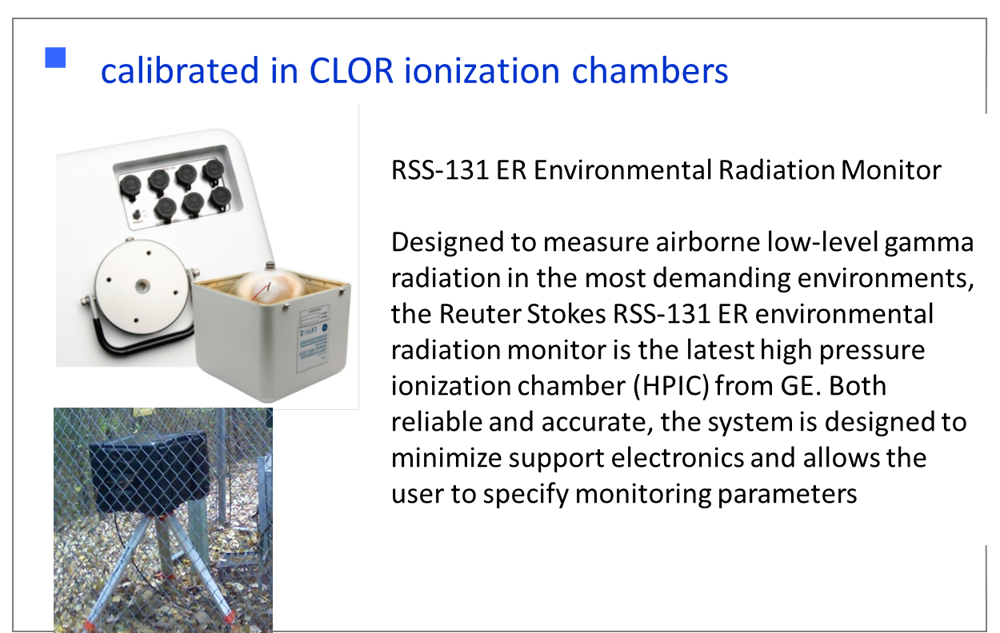 calibrated in CLOR ionization chambers
RSS-131 ER Environmental Radiation Monitor
Designed to measure airborne low-level gamma
radiation in the most demanding environments,
the Reuter Stokes RSS-131 ER environmental
radiation monitor is the latest high pressure
ionization chamber (HPIC) from GE. Both
reliable and accurate, the system is designed to
minimize support electronics and allows the
user to specify monitoring parameters